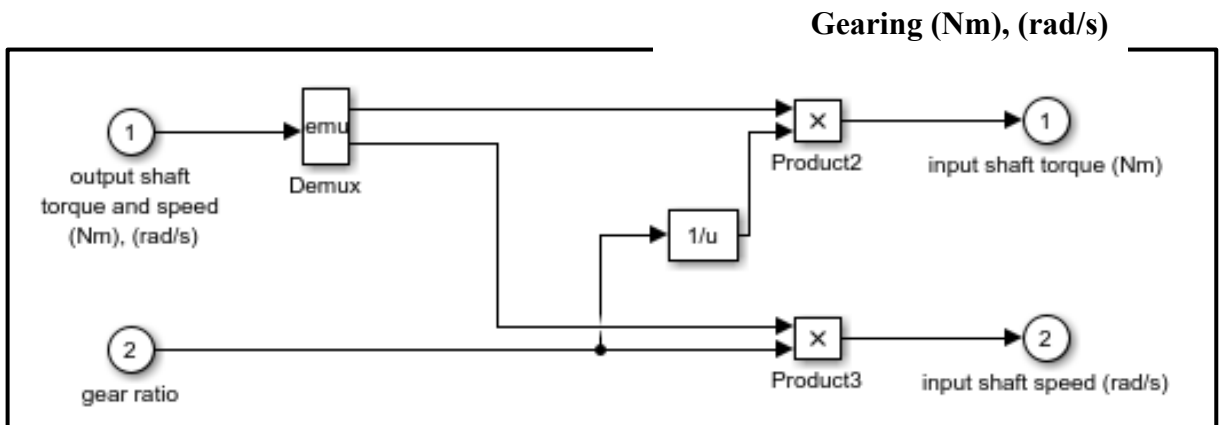 Gearing (Nm), (rad/s)
1
output shaft
torque and speed
(Nm), (rad/s)
emu
Demux
×
Product2
1
input shaft torque (Nm)
1/u
2
gear ratio
×
Product3
2
input shaft speed (rad/s)